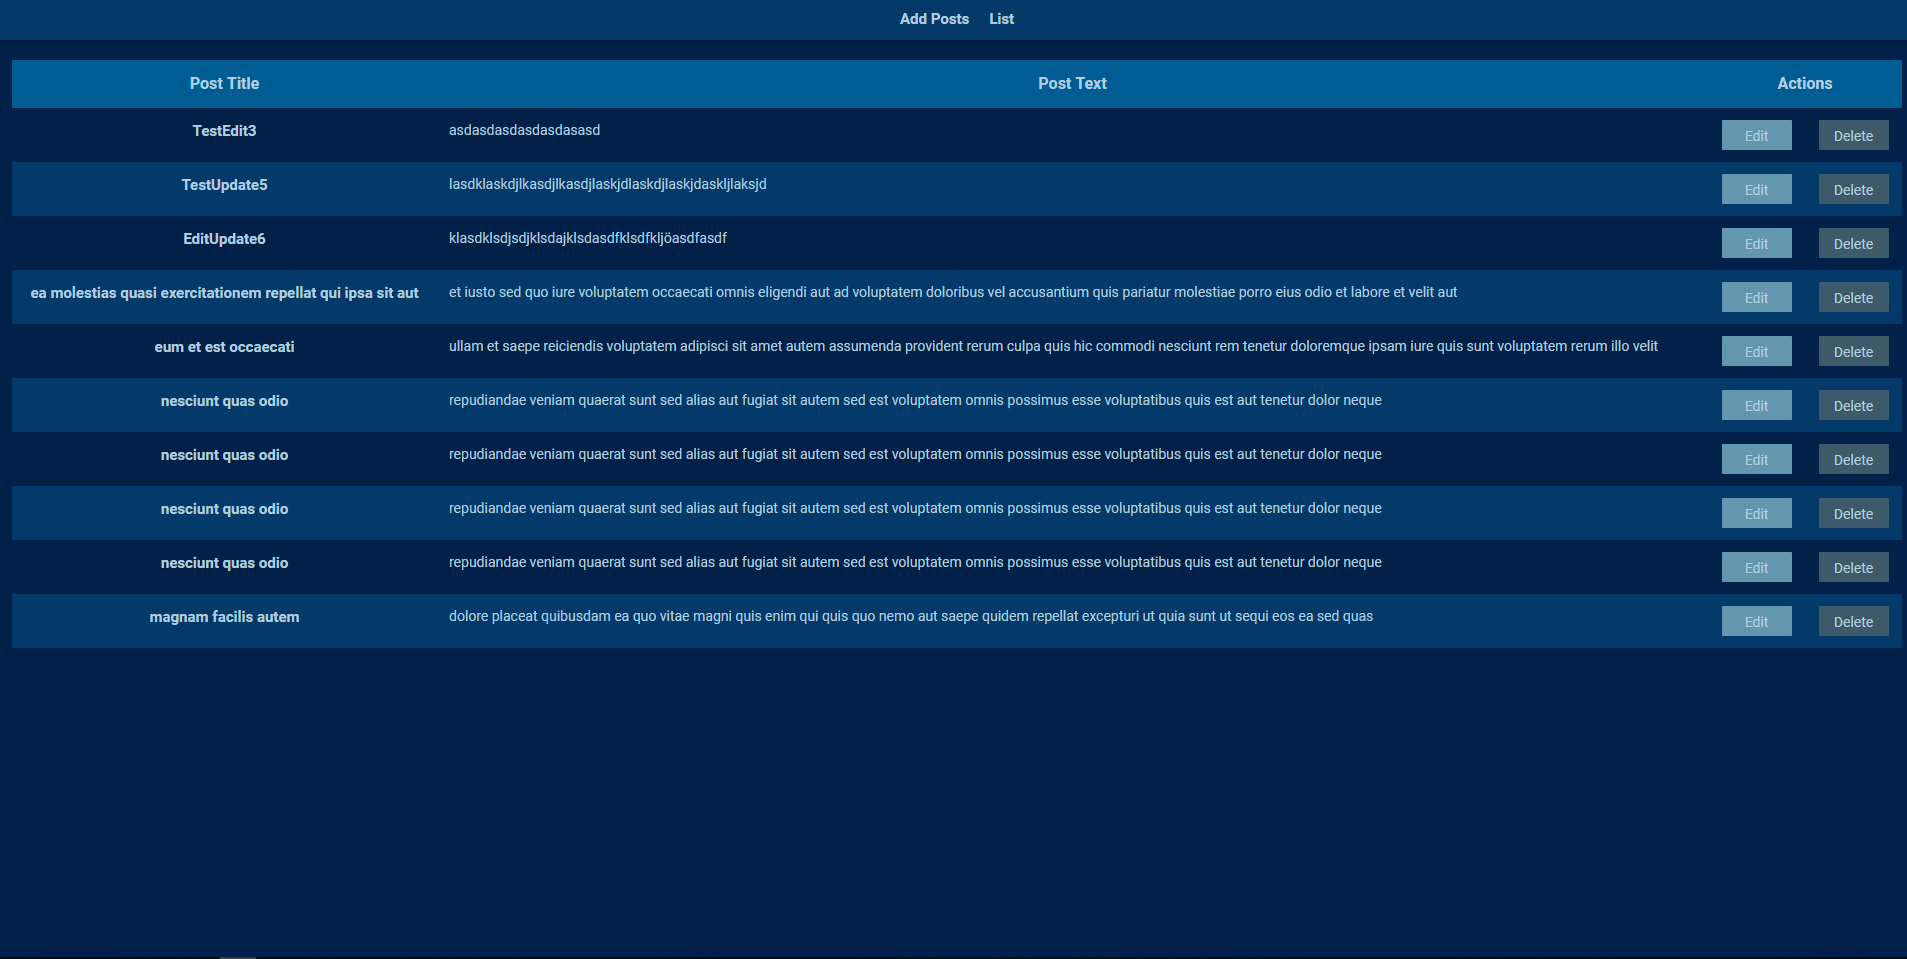 Add Posts List
Post Title Post Text Actions
TestEdit3 asdasdasdasdasdasasd Edit Delete
TestUpdate5 lasdklaskdjlkasdjlkasdjlaskjdlaskdjlaskjdaskljlaksjd Edit Delete
EditUpdate6 klasdklsdjsdjklsdajklsdasdfklsdfkljöasdfasdf Edit Delete
ea molestias quasi exercitationem repellat qui ipsa sit aut et iusto sed quo iure voluptatem occaecati omnis eligendi aut ad voluptatem doloribus vel accusantium quis pariatur molestiae porro eius odio et labore et velit aut Edit Delete
eum et est occaecati ullam et saepe reiciendis voluptatem adipisci sit amet autem assumenda provident rerum culpa quis hic commodi nesciunt rem tenetur doloremque ipsam iure quis sunt voluptatem rerum illo velit Edit Delete
nesciunt quas odio repudiandae veniam quaerat sunt sed alias aut fugiat sit autem sed est voluptatem omnis possimus esse voluptatibus quis est aut tenetur dolor neque Edit Delete
nesciunt quas odio repudiandae veniam quaerat sunt sed alias aut fugiat sit autem sed est voluptatem omnis possimus esse voluptatibus quis est aut tenetur dolor neque Edit Delete
nesciunt quas odio repudiandae veniam quaerat sunt sed alias aut fugiat sit autem sed est voluptatem omnis possimus esse voluptatibus quis est aut tenetur dolor neque Edit Delete
nesciunt quas odio repudiandae veniam quaerat sunt sed alias aut fugiat sit autem sed est voluptatem omnis possimus esse voluptatibus quis est aut tenetur dolor neque Edit Delete
magnam facilis autem dolore placeat quibusdam ea quo vitae magni quis enim qui quis quo nemo aut saepe quidem repellat excepturi ut quia sunt ut sequi eos ea sed quas Edit Delete